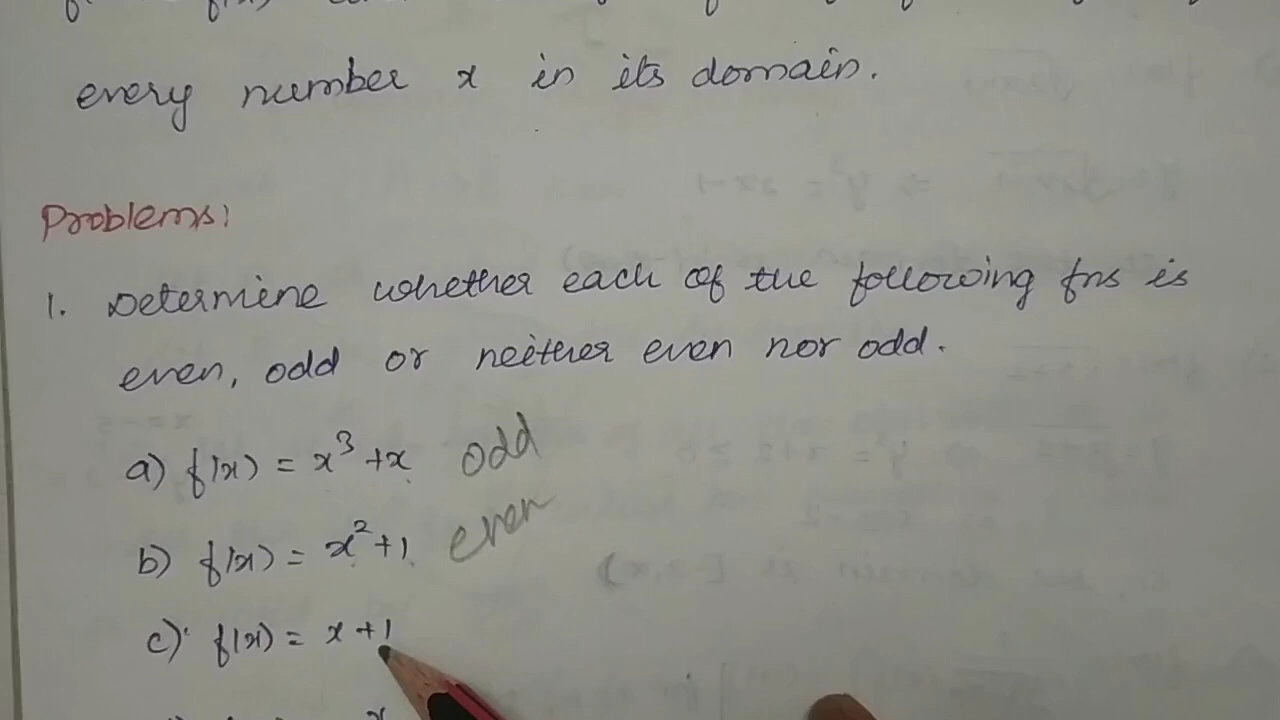 every number x in its domain.
Problems:
1. Determine whether each of the following fns is
even, odd or neither even nor odd.
a) f(x) = x³+x odd
b) f(x) = x²+1 even
c) f(x) = x+1